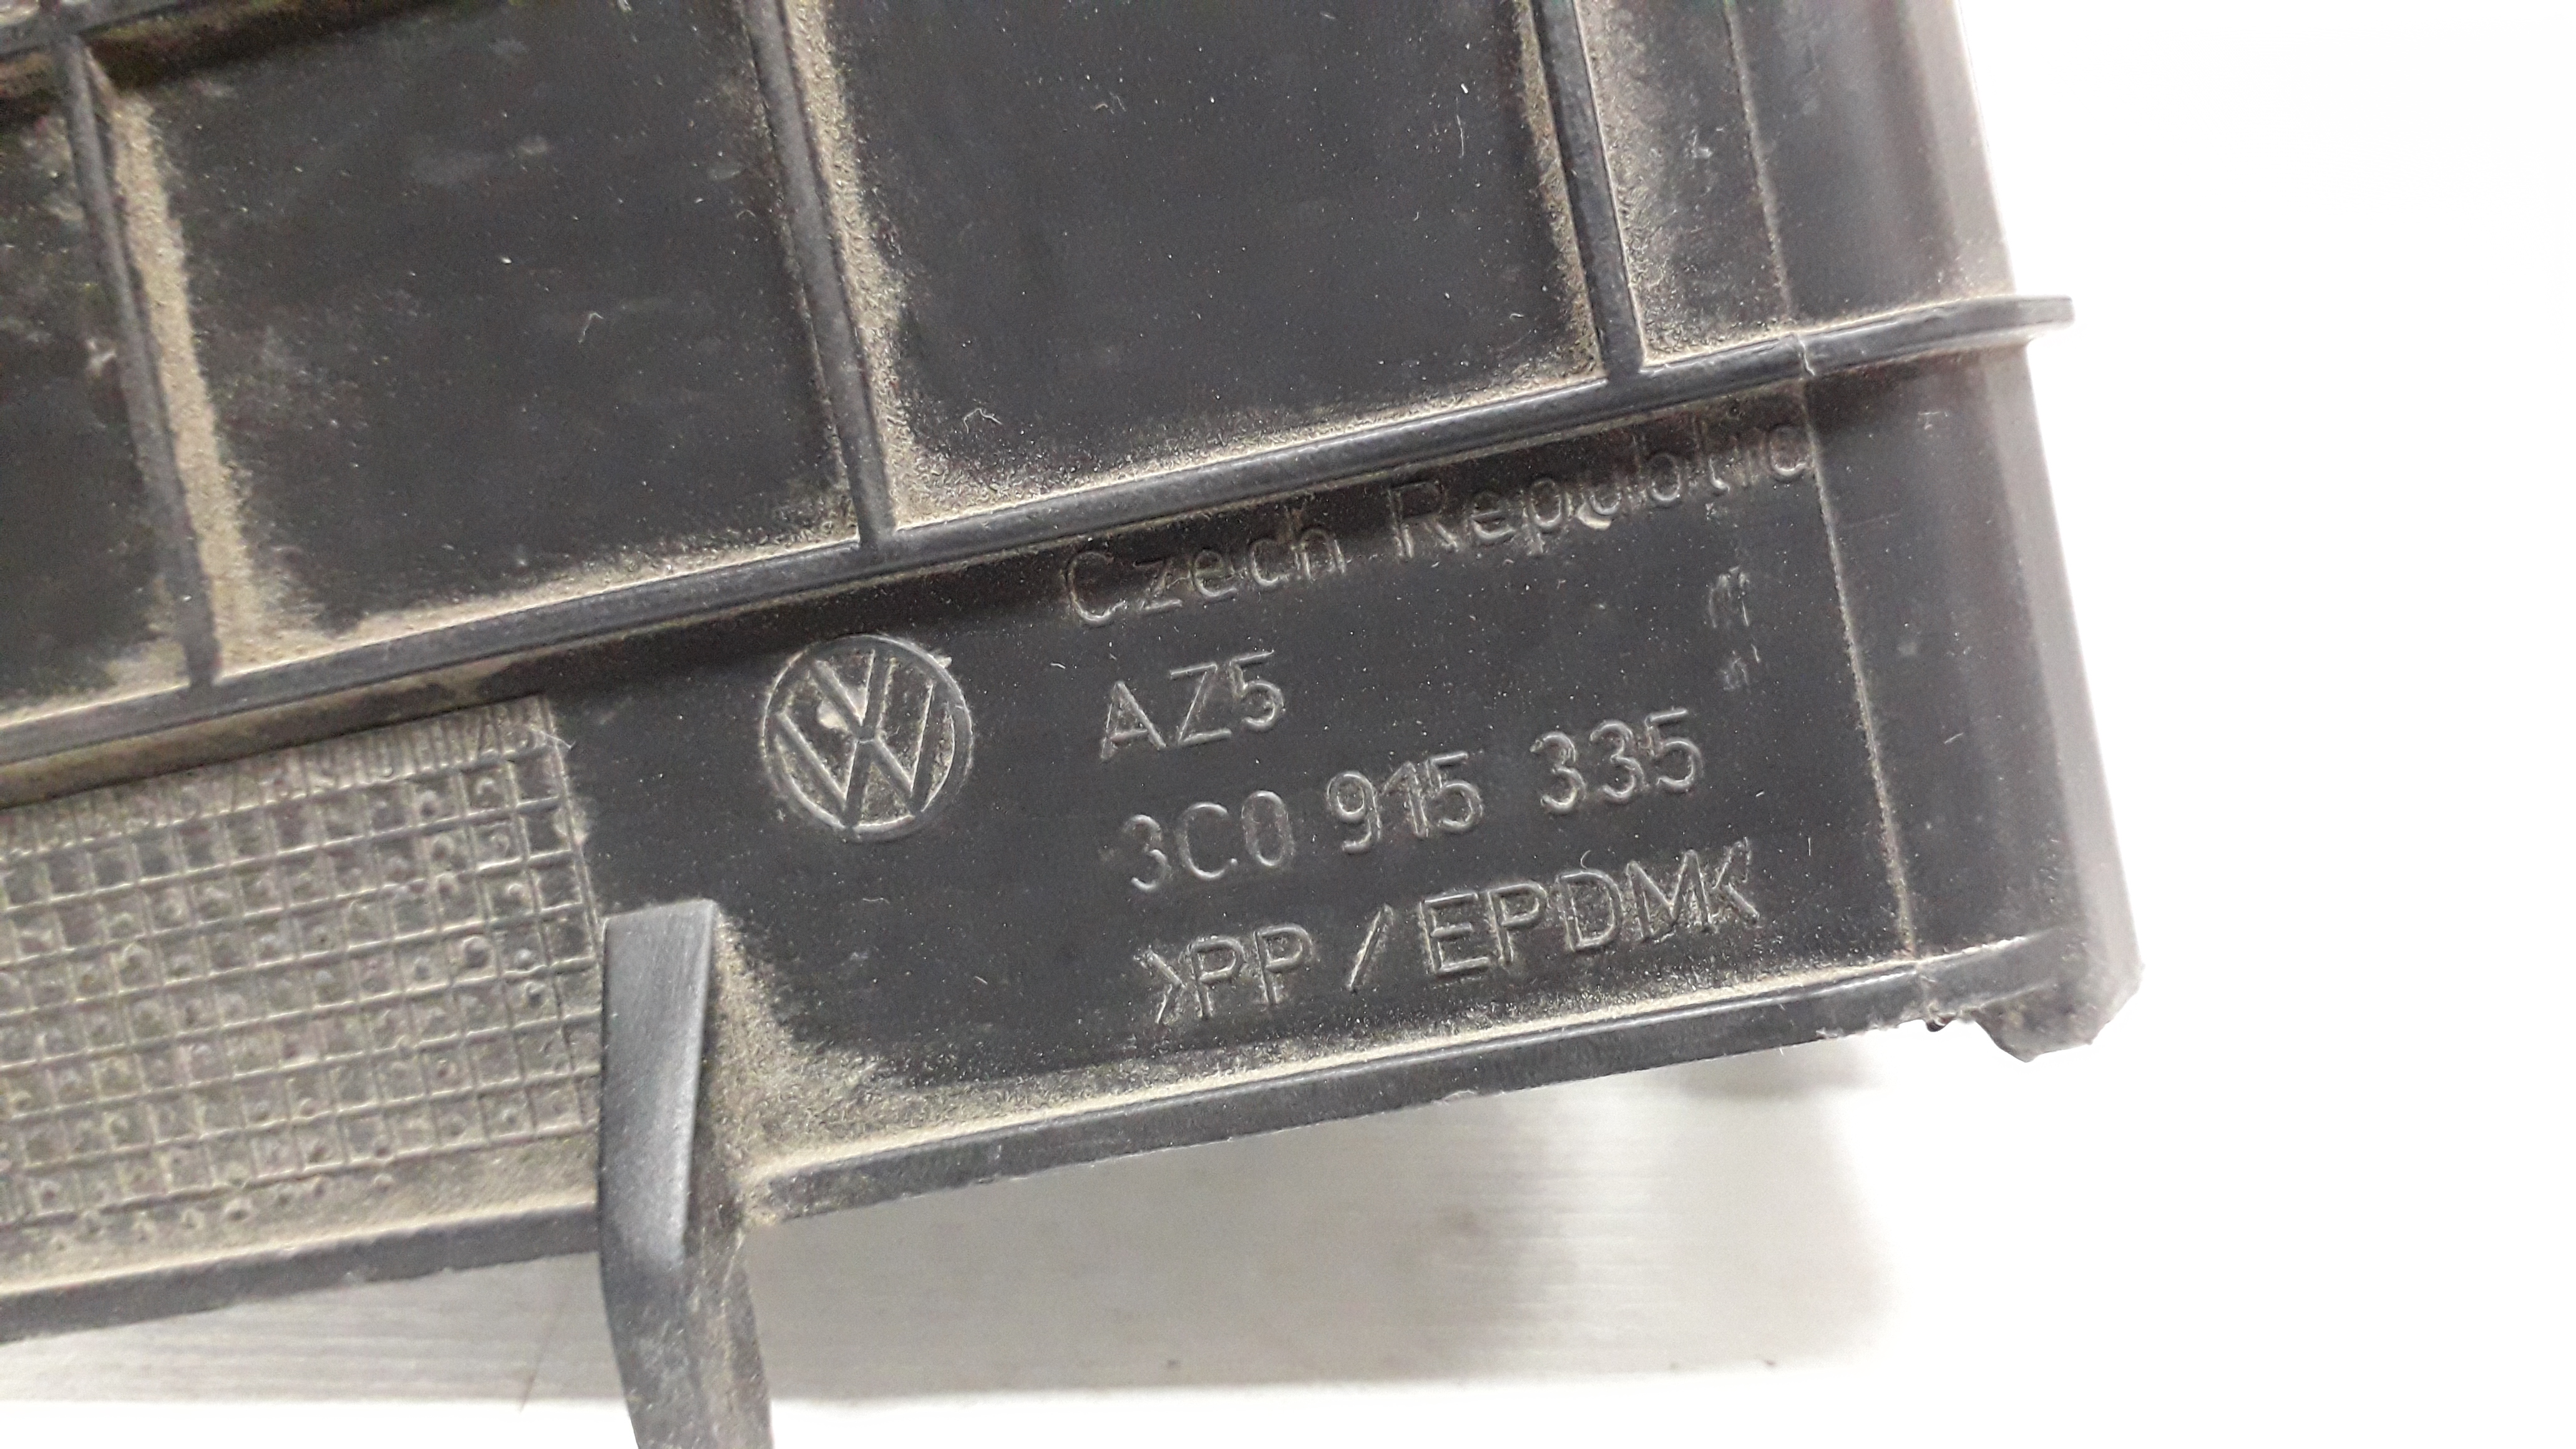 Czech Republic
AZ5
3C0 915 335
>PP / EPDM<